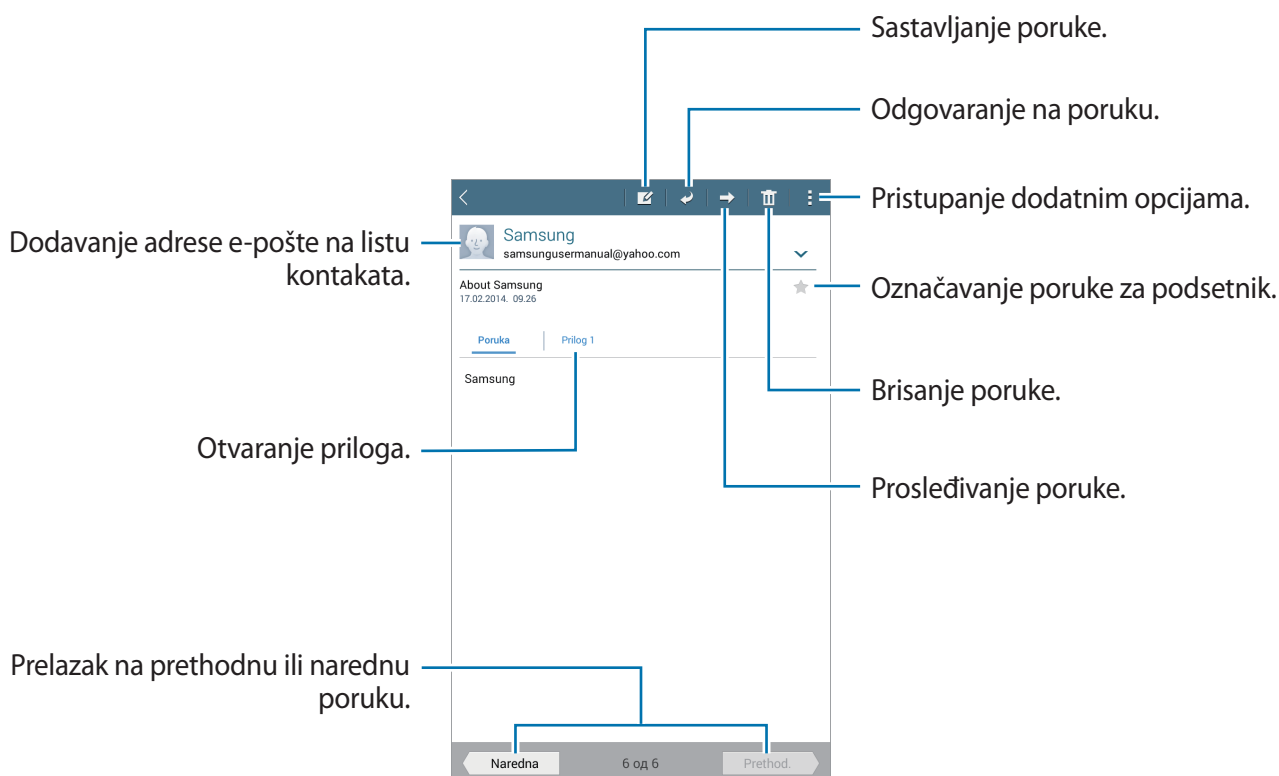 Sastavljanje poruke.
Odgovaranje na poruku.
Pristupanje dodatnim opcijama.
Dodavanje adrese e-pošte na listu
kontakata.
Samsung
samsungusermanual@yahoo.com
About Samsung
17.02.2014. 09.26
Označavanje poruke za podsetnik.
Poruka
Prilog 1
Samsung
Brisanje poruke.
Otvaranje priloga.
Prosleđivanje poruke.
Prelazak na prethodnu ili narednu
poruku.
Naredna
6 од 6
Prethod.